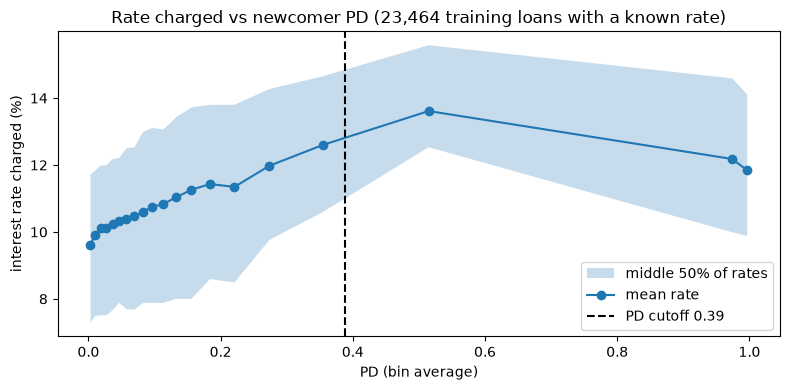 Rate charged vs newcomer PD (23,464 training loans with a known rate)
interest rate charged (%)
14
12
10
8
middle 50% of rates
mean rate
PD cutoff 0.39
0.0 0.2 0.4 0.6 0.8 1.0
PD (bin average)